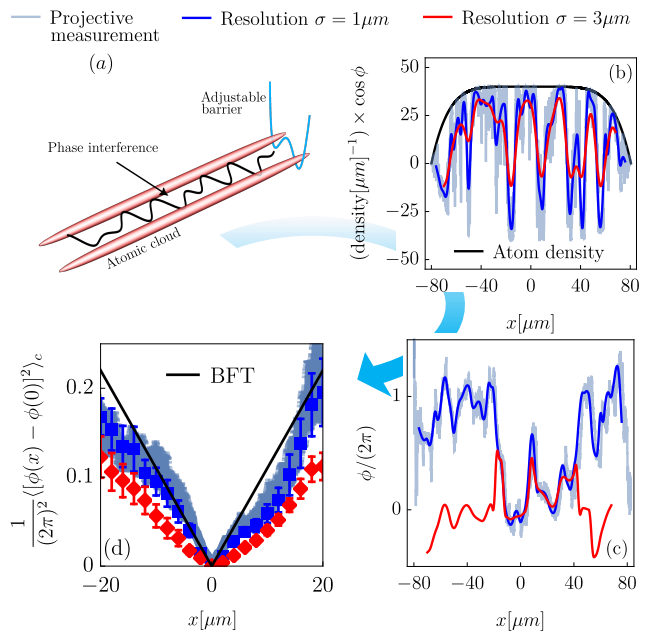 Projective measurement
Resolution σ = 1μm
Resolution σ = 3μm
(a)
Adjustable
barrier
Phase interference
Atomic cloud
(b)
(density[μm]⁻¹) × cos ϕ
50
25
0
−25
−50
Atom density
−80 −40 0 40 80
x[μm]
(d)
1/(2π)² ⟨[ϕ(x) − ϕ(0)]²⟩c
0.2
0.1
0
BFT
−20 −10 0 10 20
x[μm]
(c)
ϕ/(2π)
1
0
−80 −40 0 40 80
x[μm]